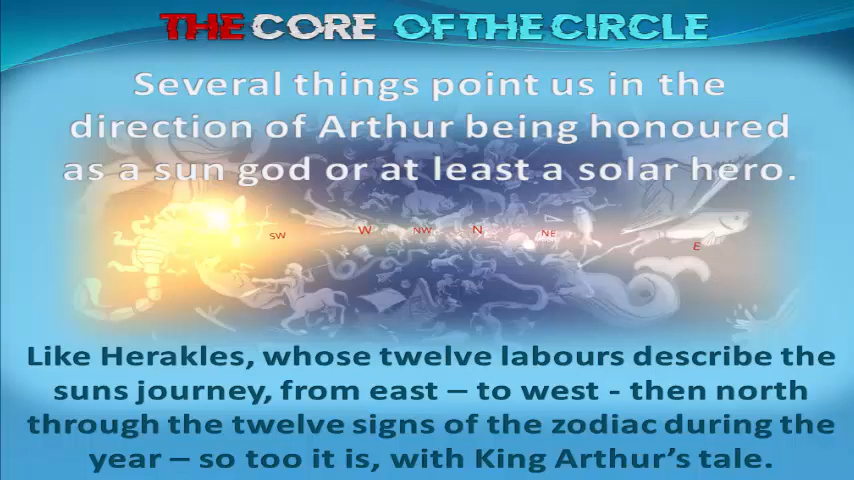 THE CORE OF THE CIRCLE
Several things point us in the
direction of Arthur being honoured
as a sun god or at least a solar hero.
SW W NW N NE E
Like Herakles, whose twelve labours describe the
suns journey, from east – to west - then north
through the twelve signs of the zodiac during the
year – so too it is, with King Arthur’s tale.